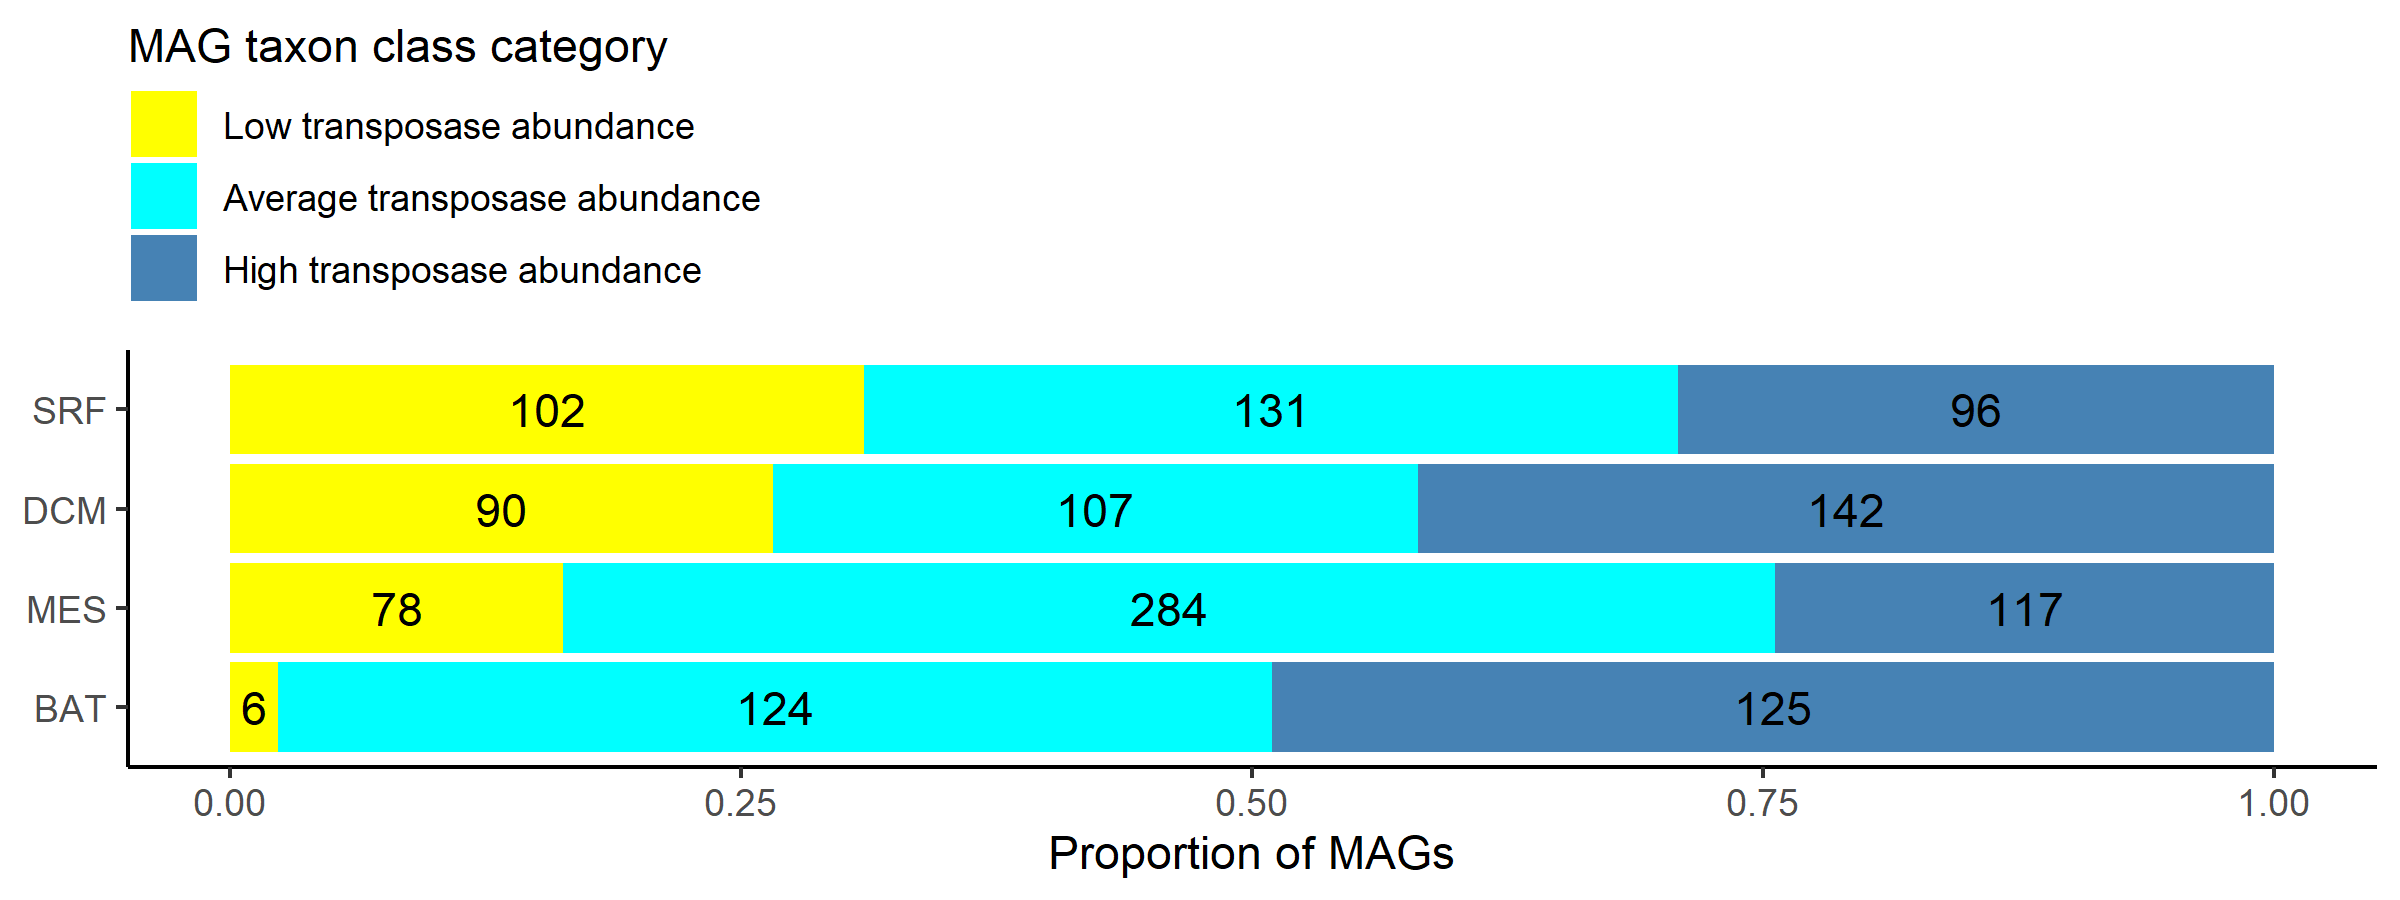 MAG taxon class category
Low transposase abundance
Average transposase abundance
High transposase abundance
SRF 102 131 96
DCM 90 107 142
MES 78 284 117
BAT 6 124 125
0.00 0.25 0.50 0.75 1.00
Proportion of MAGs